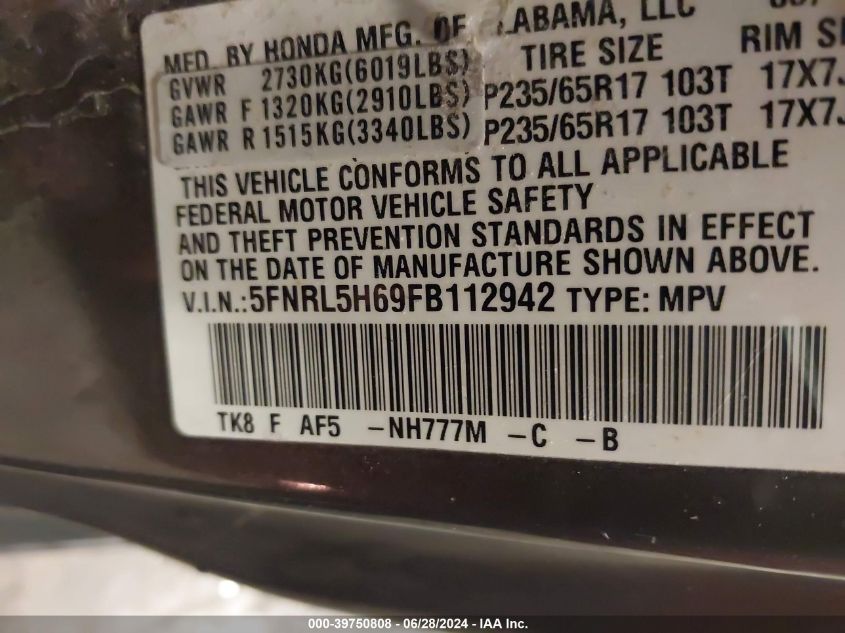 MFD. BY HONDA MFG. OF ALABAMA, LLC
GVWR 2730KG(6019LBS) TIRE SIZE RIM
GAWR F 1320KG(2910LBS) P235/65R17 103T 17X7J
GAWR R 1515KG(3340LBS) P235/65R17 103T 17X7J
THIS VEHICLE CONFORMS TO ALL APPLICABLE
FEDERAL MOTOR VEHICLE SAFETY
AND THEFT PREVENTION STANDARDS IN EFFECT
ON THE DATE OF MANUFACTURE SHOWN ABOVE.
V.I.N.:5FNRL5H69FB112942 TYPE: MPV
TK8 F AF5 -NH777M -C -B
000-39750808 - 06/28/2024 - IAA Inc.